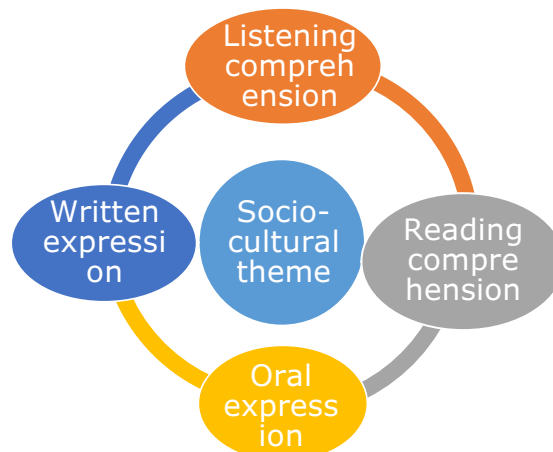 Listening
compreh
ension
Written
expressi
on
Socio-
cultural
theme
Reading
compre
hension
Oral
express
ion